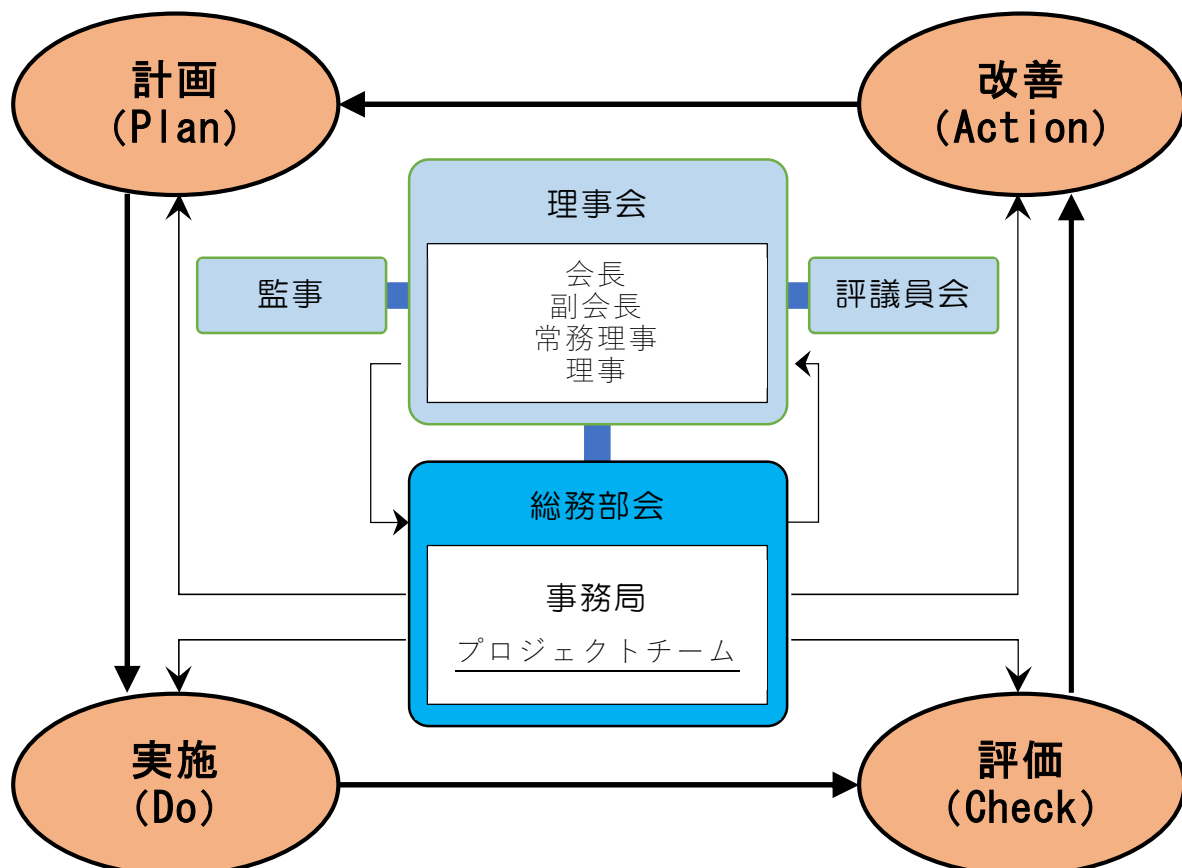 計画
(Plan)
改善
(Action)
理事会
会長
副会長
常務理事
理事
監事
評議員会
総務部会
事務局
プロジェクトチーム
実施
(Do)
評価
(Check)